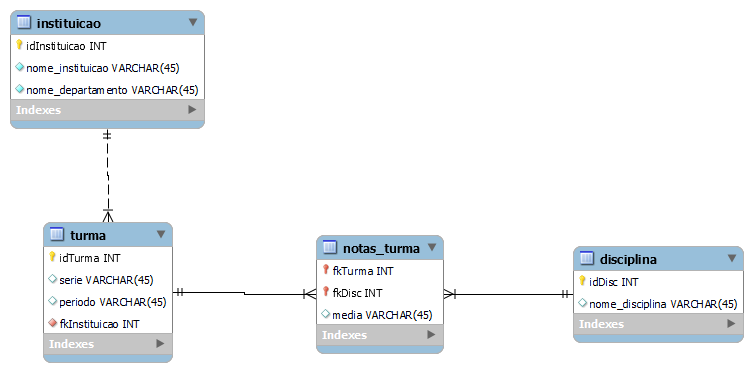 instituicao
idInstituicao INT
nome_instituicao VARCHAR(45)
nome_departamento VARCHAR(45)
Indexes
turma
idTurma INT
serie VARCHAR(45)
periodo VARCHAR(45)
fkInstituicao INT
Indexes
notas_turma
fkTurma INT
fkDisc INT
media VARCHAR(45)
Indexes
disciplina
idDisc INT
nome_disciplina VARCHAR(45)
Indexes